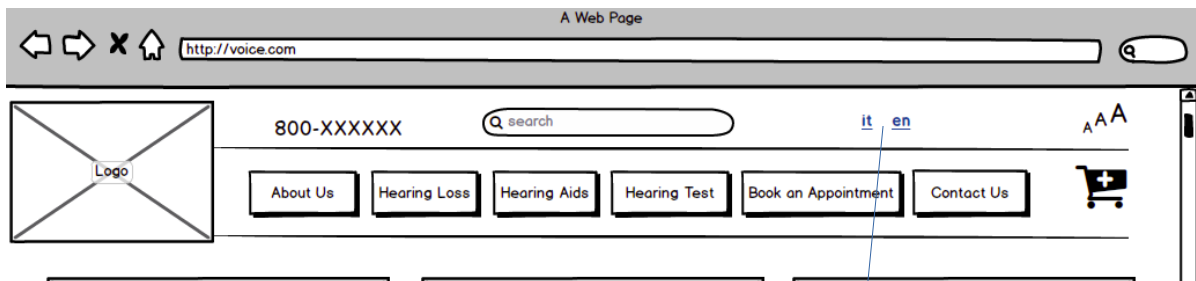 A Web Page
http://voice.com
800-XXXXXX
search
it
en
A A A
Logo
About Us
Hearing Loss
Hearing Aids
Hearing Test
Book an Appointment
Contact Us